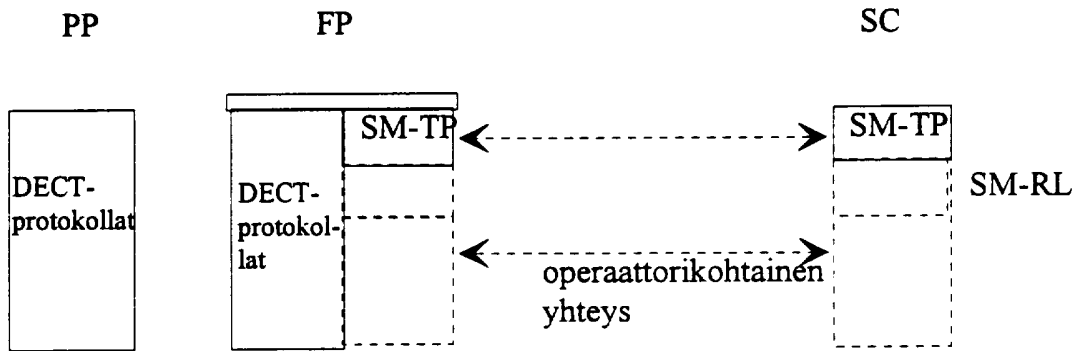 PP FP SC
SM-TP SM-TP
DECT-
protokollat
DECT-
protokol-
lat
SM-RL
operaattorikohtainen
yhteys